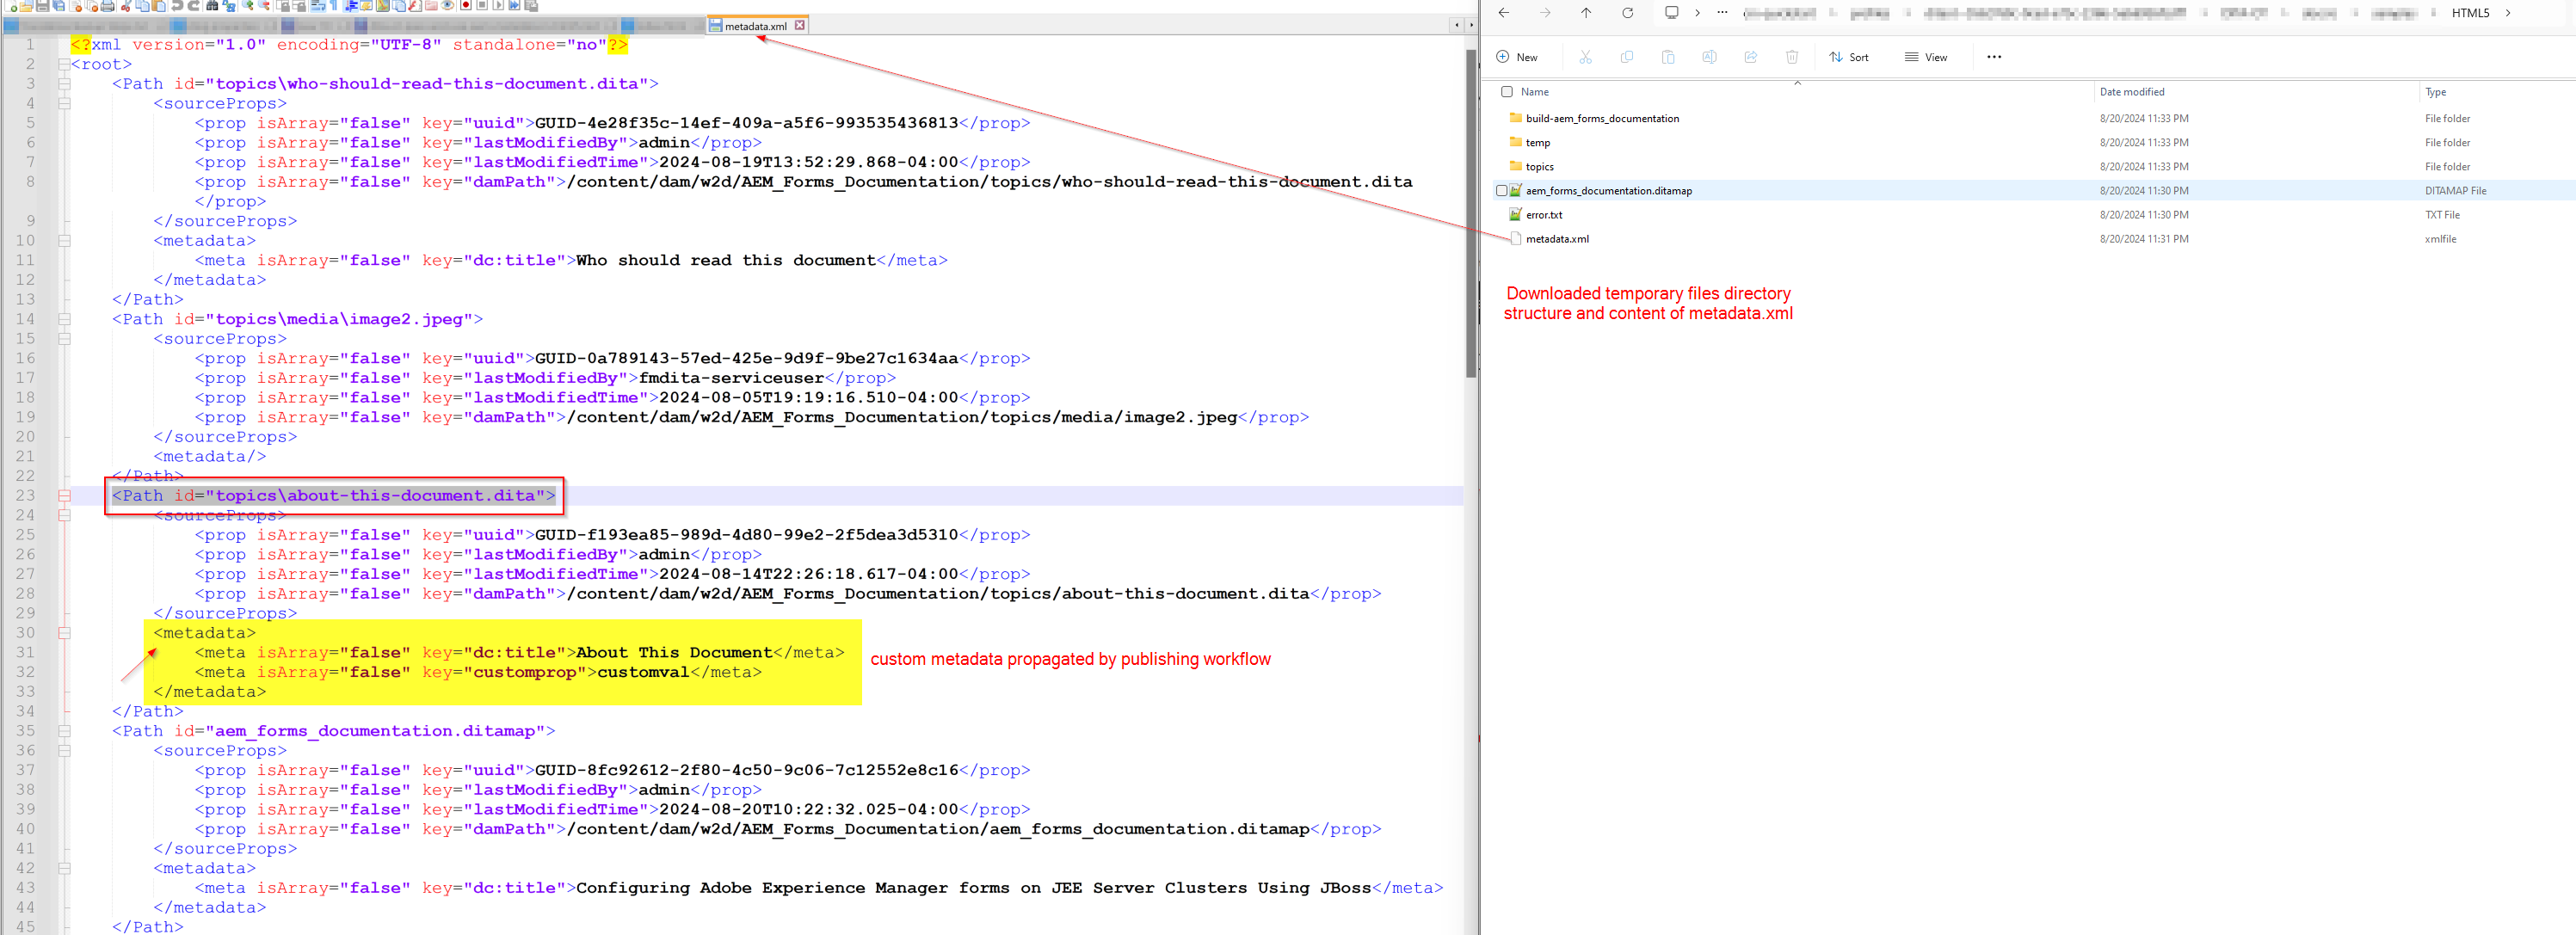 metadata.xml
1 <?xml version="1.0" encoding="UTF-8" standalone="no"?>
2 <root>
3 <Path id="topics\who-should-read-this-document.dita">
4 <sourceProps>
5 <prop isArray="false" key="uuid">GUID-4e28f35c-14ef-409a-a5f6-993535436813</prop>
6 <prop isArray="false" key="lastModifiedBy">admin</prop>
7 <prop isArray="false" key="lastModifiedTime">2024-08-19T13:52:29.868-04:00</prop>
8 <prop isArray="false" key="damPath">/content/dam/w2d/AEM_Forms_Documentation/topics/who-should-read-this-document.dita
</prop>
9 </sourceProps>
10 <metadata>
11 <meta isArray="false" key="dc:title">Who should read this document</meta>
12 </metadata>
13 </Path>
14 <Path id="topics\media\image2.jpeg">
15 <sourceProps>
16 <prop isArray="false" key="uuid">GUID-0a789143-57ed-425e-9d9f-9be27c1634aa</prop>
17 <prop isArray="false" key="lastModifiedBy">fmdita-serviceuser</prop>
18 <prop isArray="false" key="lastModifiedTime">2024-08-05T19:19:16.510-04:00</prop>
19 <prop isArray="false" key="damPath">/content/dam/w2d/AEM_Forms_Documentation/topics/media/image2.jpeg</prop>
20 </sourceProps>
21 <metadata/>
22 </Path>
23 <Path id="topics\about-this-document.dita">
24 <sourceProps>
25 <prop isArray="false" key="uuid">GUID-f193ea85-989d-4d80-99e2-2f5dea3d5310</prop>
26 <prop isArray="false" key="lastModifiedBy">admin</prop>
27 <prop isArray="false" key="lastModifiedTime">2024-08-14T22:26:18.617-04:00</prop>
28 <prop isArray="false" key="damPath">/content/dam/w2d/AEM_Forms_Documentation/topics/about-this-document.dita</prop>
29 </sourceProps>
30 <metadata>
31 <meta isArray="false" key="dc:title">About This Document</meta>
32 <meta isArray="false" key="customprop">customval</meta>
33 </metadata>
34 </Path>
35 <Path id="aem_forms_documentation.ditamap">
36 <sourceProps>
37 <prop isArray="false" key="uuid">GUID-8fc92612-2f80-4c50-9c06-7c12552e8c16</prop>
38 <prop isArray="false" key="lastModifiedBy">admin</prop>
39 <prop isArray="false" key="lastModifiedTime">2024-08-20T10:22:32.025-04:00</prop>
40 <prop isArray="false" key="damPath">/content/dam/w2d/AEM_Forms_Documentation/aem_forms_documentation.ditamap</prop>
41 </sourceProps>
42 <metadata>
43 <meta isArray="false" key="dc:title">Configuring Adobe Experience Manager forms on JEE Server Clusters Using JBoss</meta>
44 </metadata>
45 </Path>
custom metadata propagated by publishing workflow
HTML5
New Sort View
Name Date modified Type
build-aem_forms_documentation 8/20/2024 11:33 PM File folder
temp 8/20/2024 11:33 PM File folder
topics 8/20/2024 11:33 PM File folder
aem_forms_documentation.ditamap 8/20/2024 11:30 PM DITAMAP File
error.txt 8/20/2024 11:30 PM TXT File
metadata.xml 8/20/2024 11:31 PM xmlfile
Downloaded temporary files directory
structure and content of metadata.xml